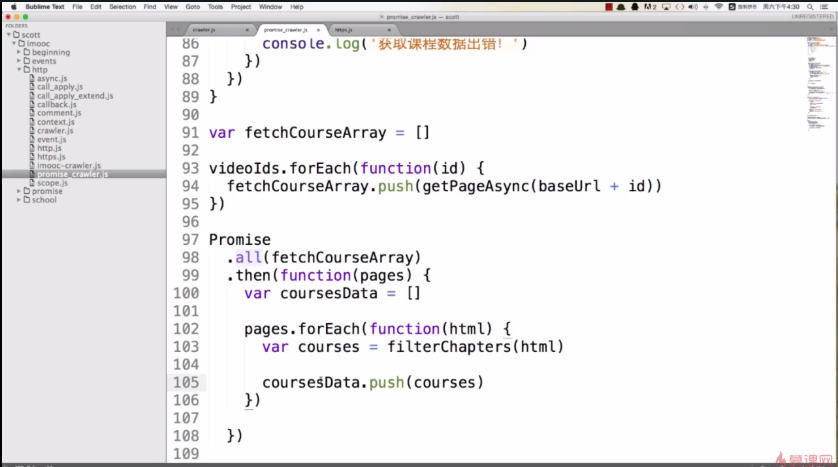 Sublime Text File Edit Selection Find View Goto Tools Project Window Help 周六下午4:30
promise_crawler.js — scott
UNREGISTERED
FOLDERS
scott
imooc
beginning
events
http
async.js
call_apply.js
call_apply_extend.js
callback.js
comment.js
context.js
crawler.js
event.js
http.js
https.js
imooc-crawler.js
promise_crawler.js
scope.js
promise
school
crawler.js promise_crawler.js https.js
86 console.log('获取课程数据出错！')
87 })
88 })
89 }
90
91 var fetchCourseArray = []
92
93 videoIds.forEach(function(id) {
94 fetchCourseArray.push(getPageAsync(baseUrl + id))
95 })
96
97 Promise
98 .all(fetchCourseArray)
99 .then(function(pages) {
100 var coursesData = []
101
102 pages.forEach(function(html) {
103 var courses = filterChapters(html)
104
105 coursesData.push(courses)
106 })
107
108 })
109
慕课网